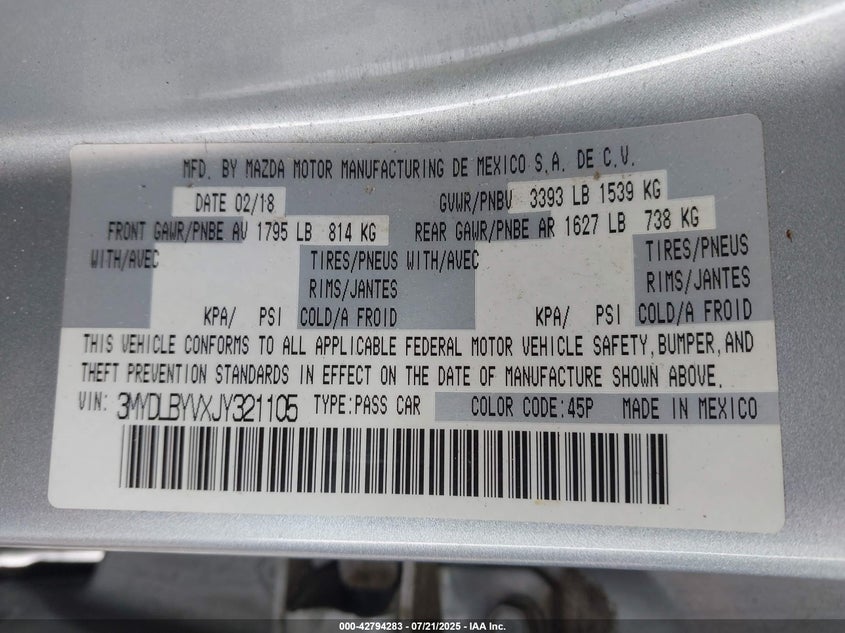 MFD. BY MAZDA MOTOR MANUFACTURING DE MEXICO S.A. DE C.V.
DATE 02/18 GVWR/PNBV 3393 LB 1539 KG
FRONT GAWR/PNBE AV 1795 LB 814 KG REAR GAWR/PNBE AR 1627 LB 738 KG
WITH/AVEC TIRES/PNEUS WITH/AVEC TIRES/PNEUS
RIMS/JANTES RIMS/JANTES
KPA/ PSI COLD/A FROID KPA/ PSI COLD/A FROID
THIS VEHICLE CONFORMS TO ALL APPLICABLE FEDERAL MOTOR VEHICLE SAFETY, BUMPER, AND
THEFT PREVENTION STANDARDS IN EFFECT ON THE DATE OF MANUFACTURE SHOWN ABOVE.
VIN: 3MYDLBYVXJY321105 TYPE:PASS CAR COLOR CODE:45P MADE IN MEXICO
000-42794283 — 07/21/2025 — IAA Inc.